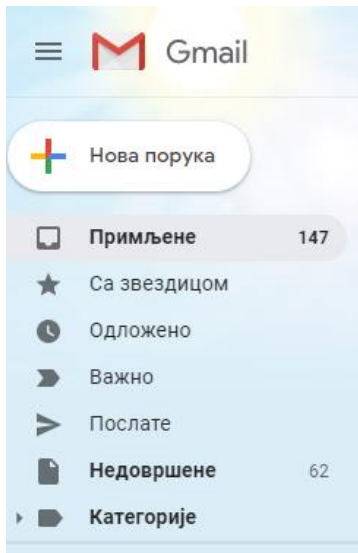 Gmail
Нова порука
Примљене 147
Са звездицом
Одложено
Важно
Послате
Недовршене 62
Категорије